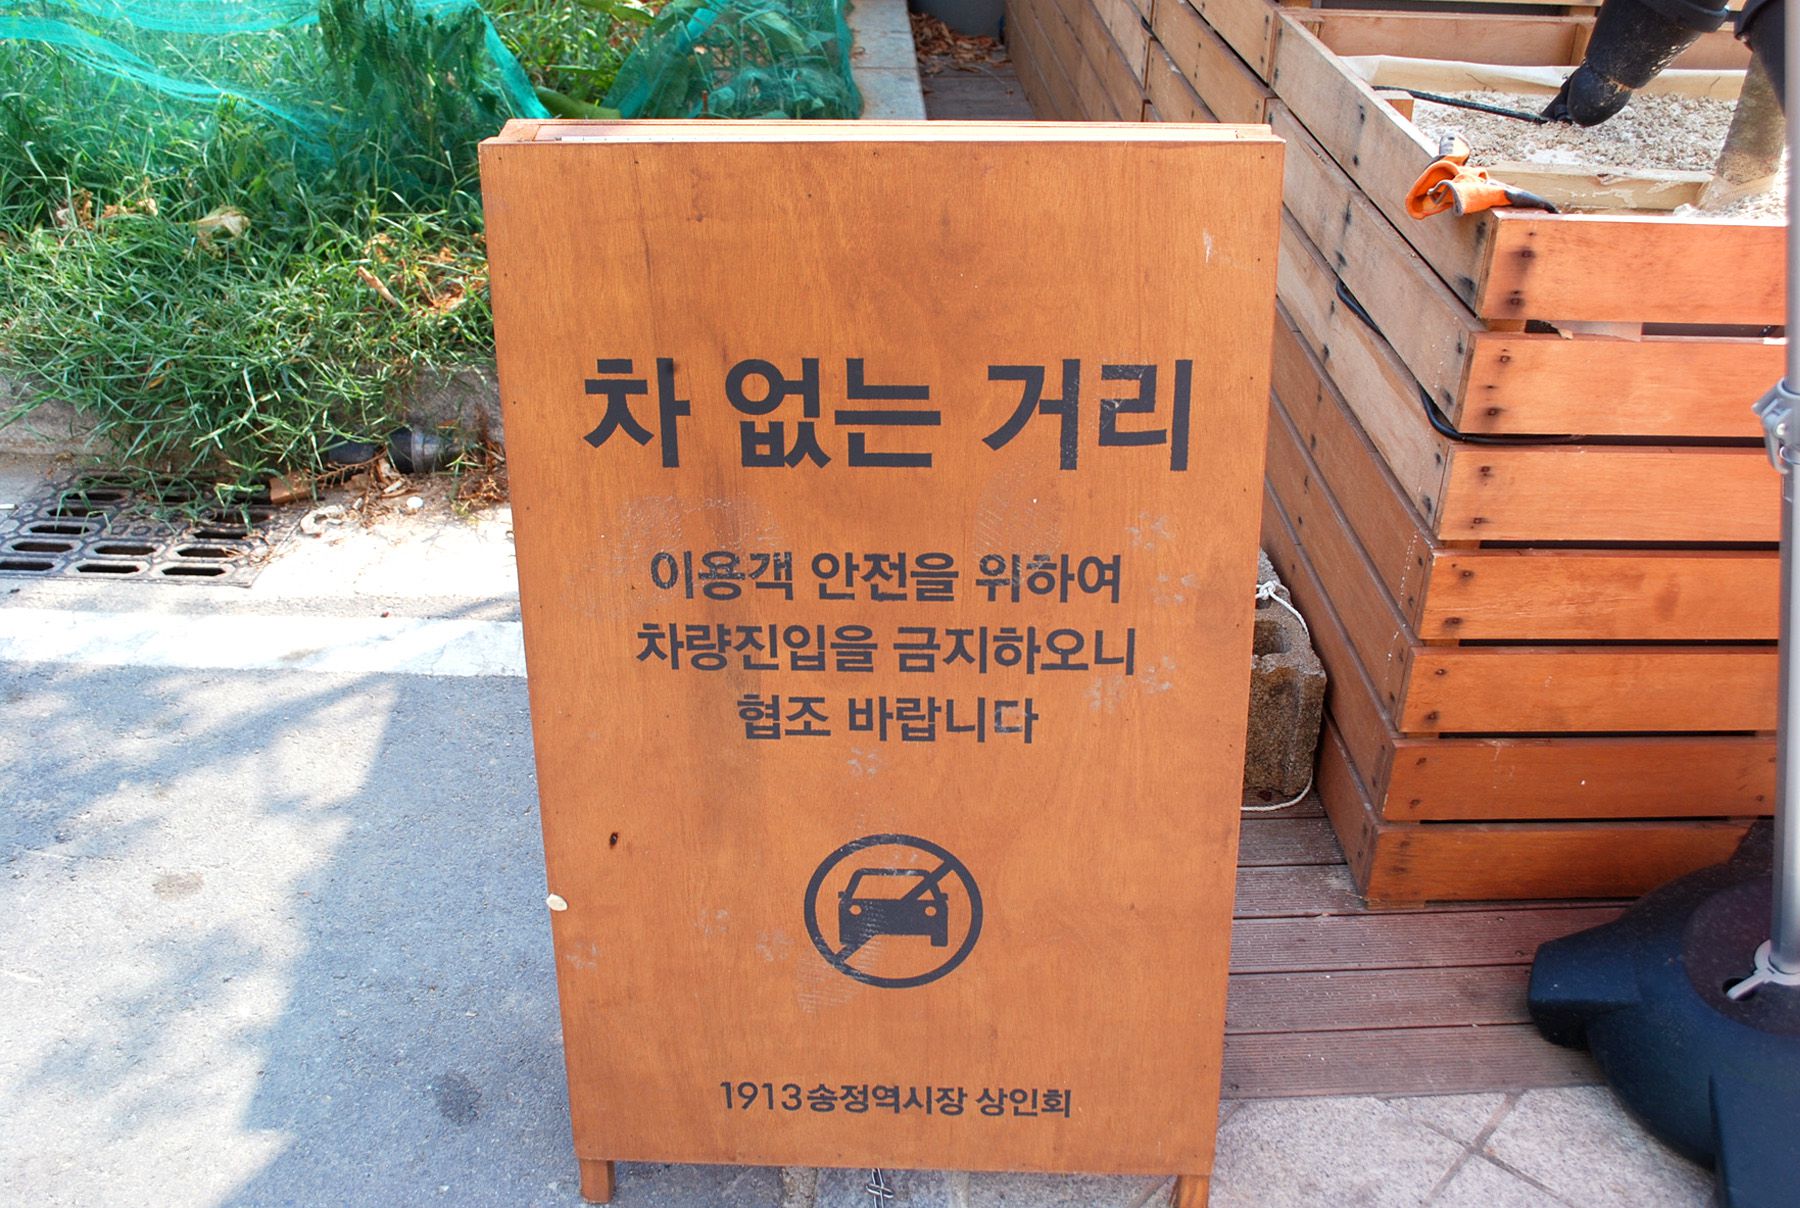 차 없는 거리
이용객 안전을 위하여
차량진입을 금지하오니
협조 바랍니다
1913송정역시장 상인회